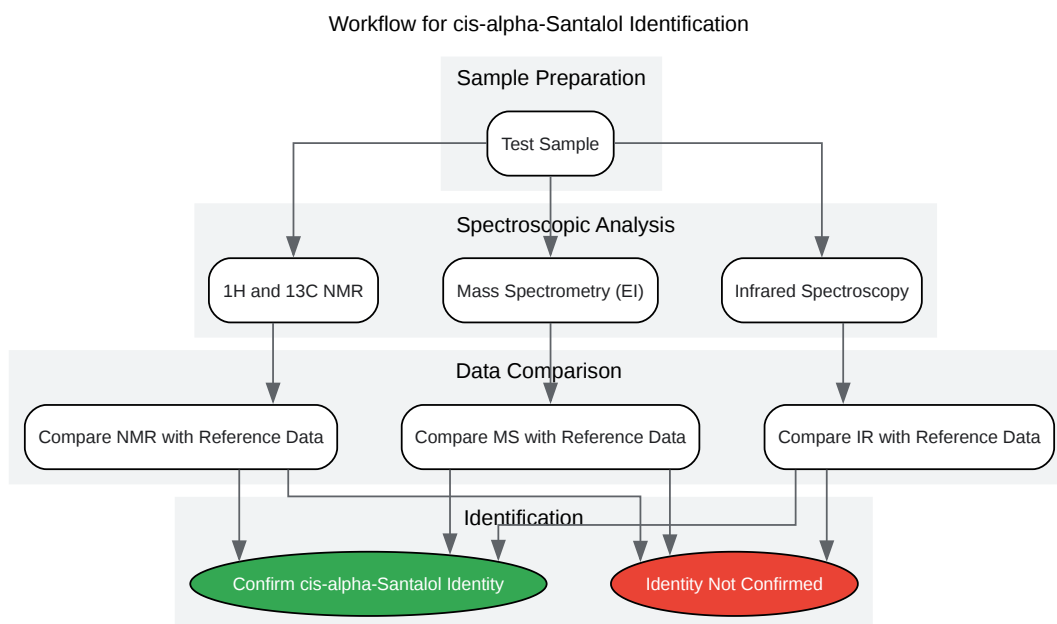 Workflow for cis-alpha-Santalol Identification
Sample Preparation
Test Sample
Spectroscopic Analysis
1H and 13C NMR
Mass Spectrometry (EI)
Infrared Spectroscopy
Data Comparison
Compare NMR with Reference Data
Compare MS with Reference Data
Compare IR with Reference Data
Identification
Confirm cis-alpha-Santalol Identity
Identity Not Confirmed